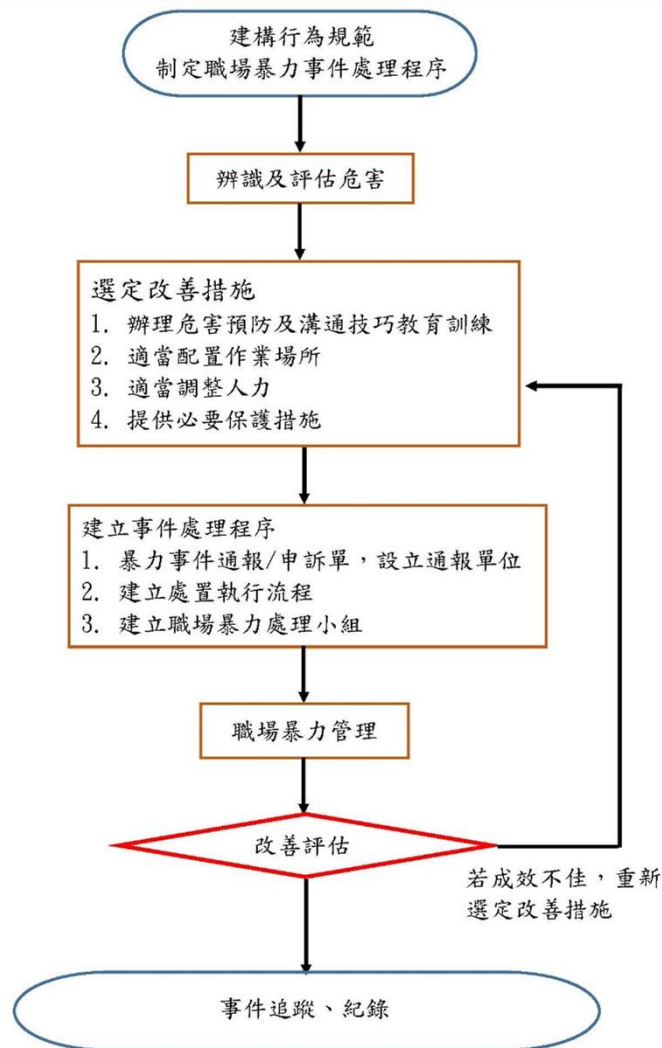 建構行為規範
制定職場暴力事件處理程序
辨識及評估危害
選定改善措施
1. 辦理危害預防及溝通技巧教育訓練
2. 適當配置作業場所
3. 適當調整人力
4. 提供必要保護措施
建立事件處理程序
1. 暴力事件通報/申訴單，設立通報單位
2. 建立處置執行流程
3. 建立職場暴力處理小組
職場暴力管理
改善評估
若成效不佳，重新
選定改善措施
事件追蹤、紀錄